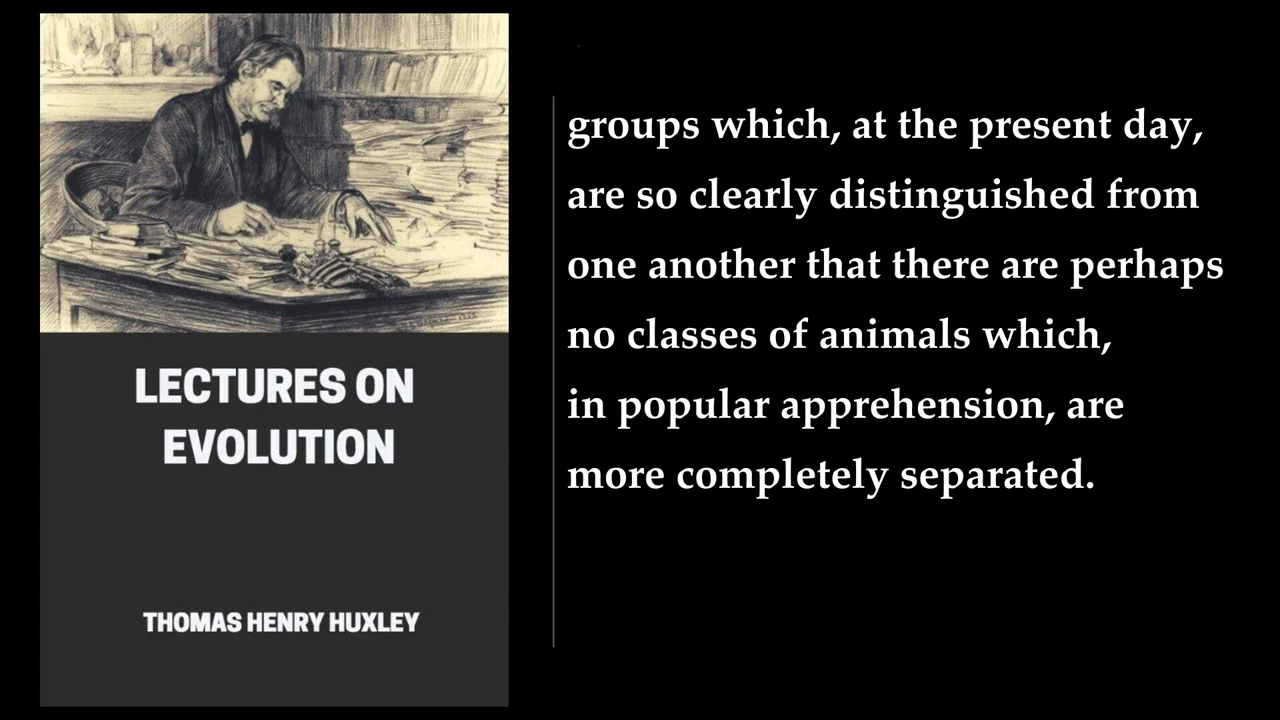 LECTURES ON
EVOLUTION
THOMAS HENRY HUXLEY
groups which, at the present day,
are so clearly distinguished from
one another that there are perhaps
no classes of animals which,
in popular apprehension, are
more completely separated.